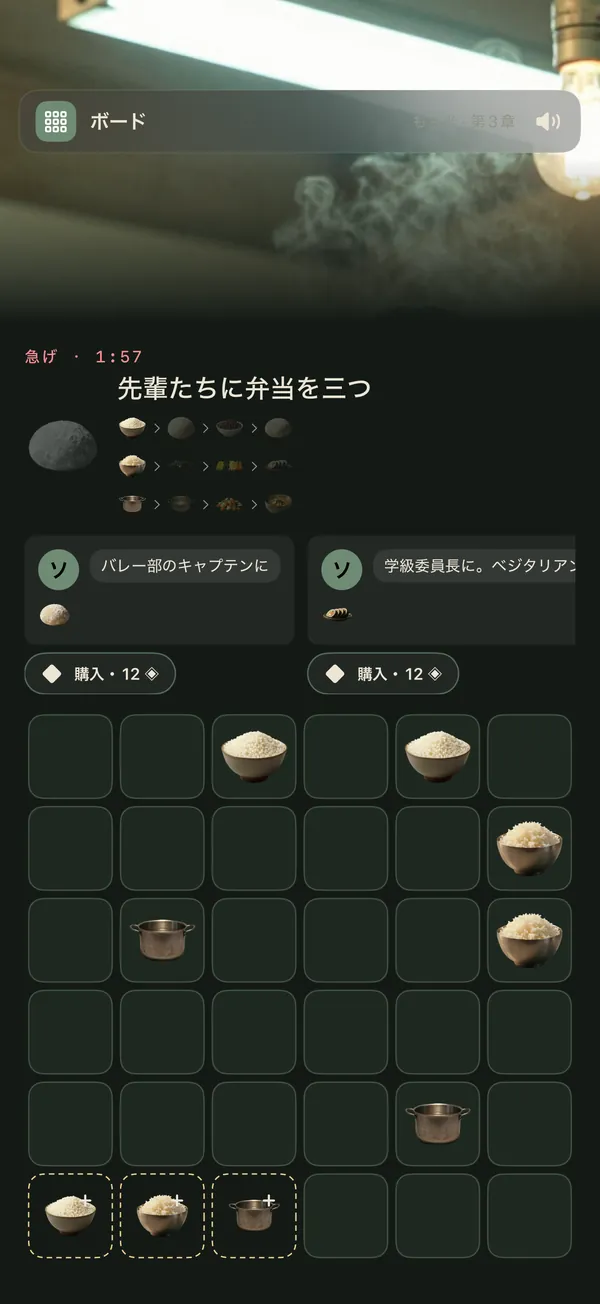 ボード
第3章
急げ · 1:57
先輩たちに弁当を三つ
ソ
バレー部のキャプテンに
ソ
学級委員長に。ベジタリアン
購入・12
購入・12